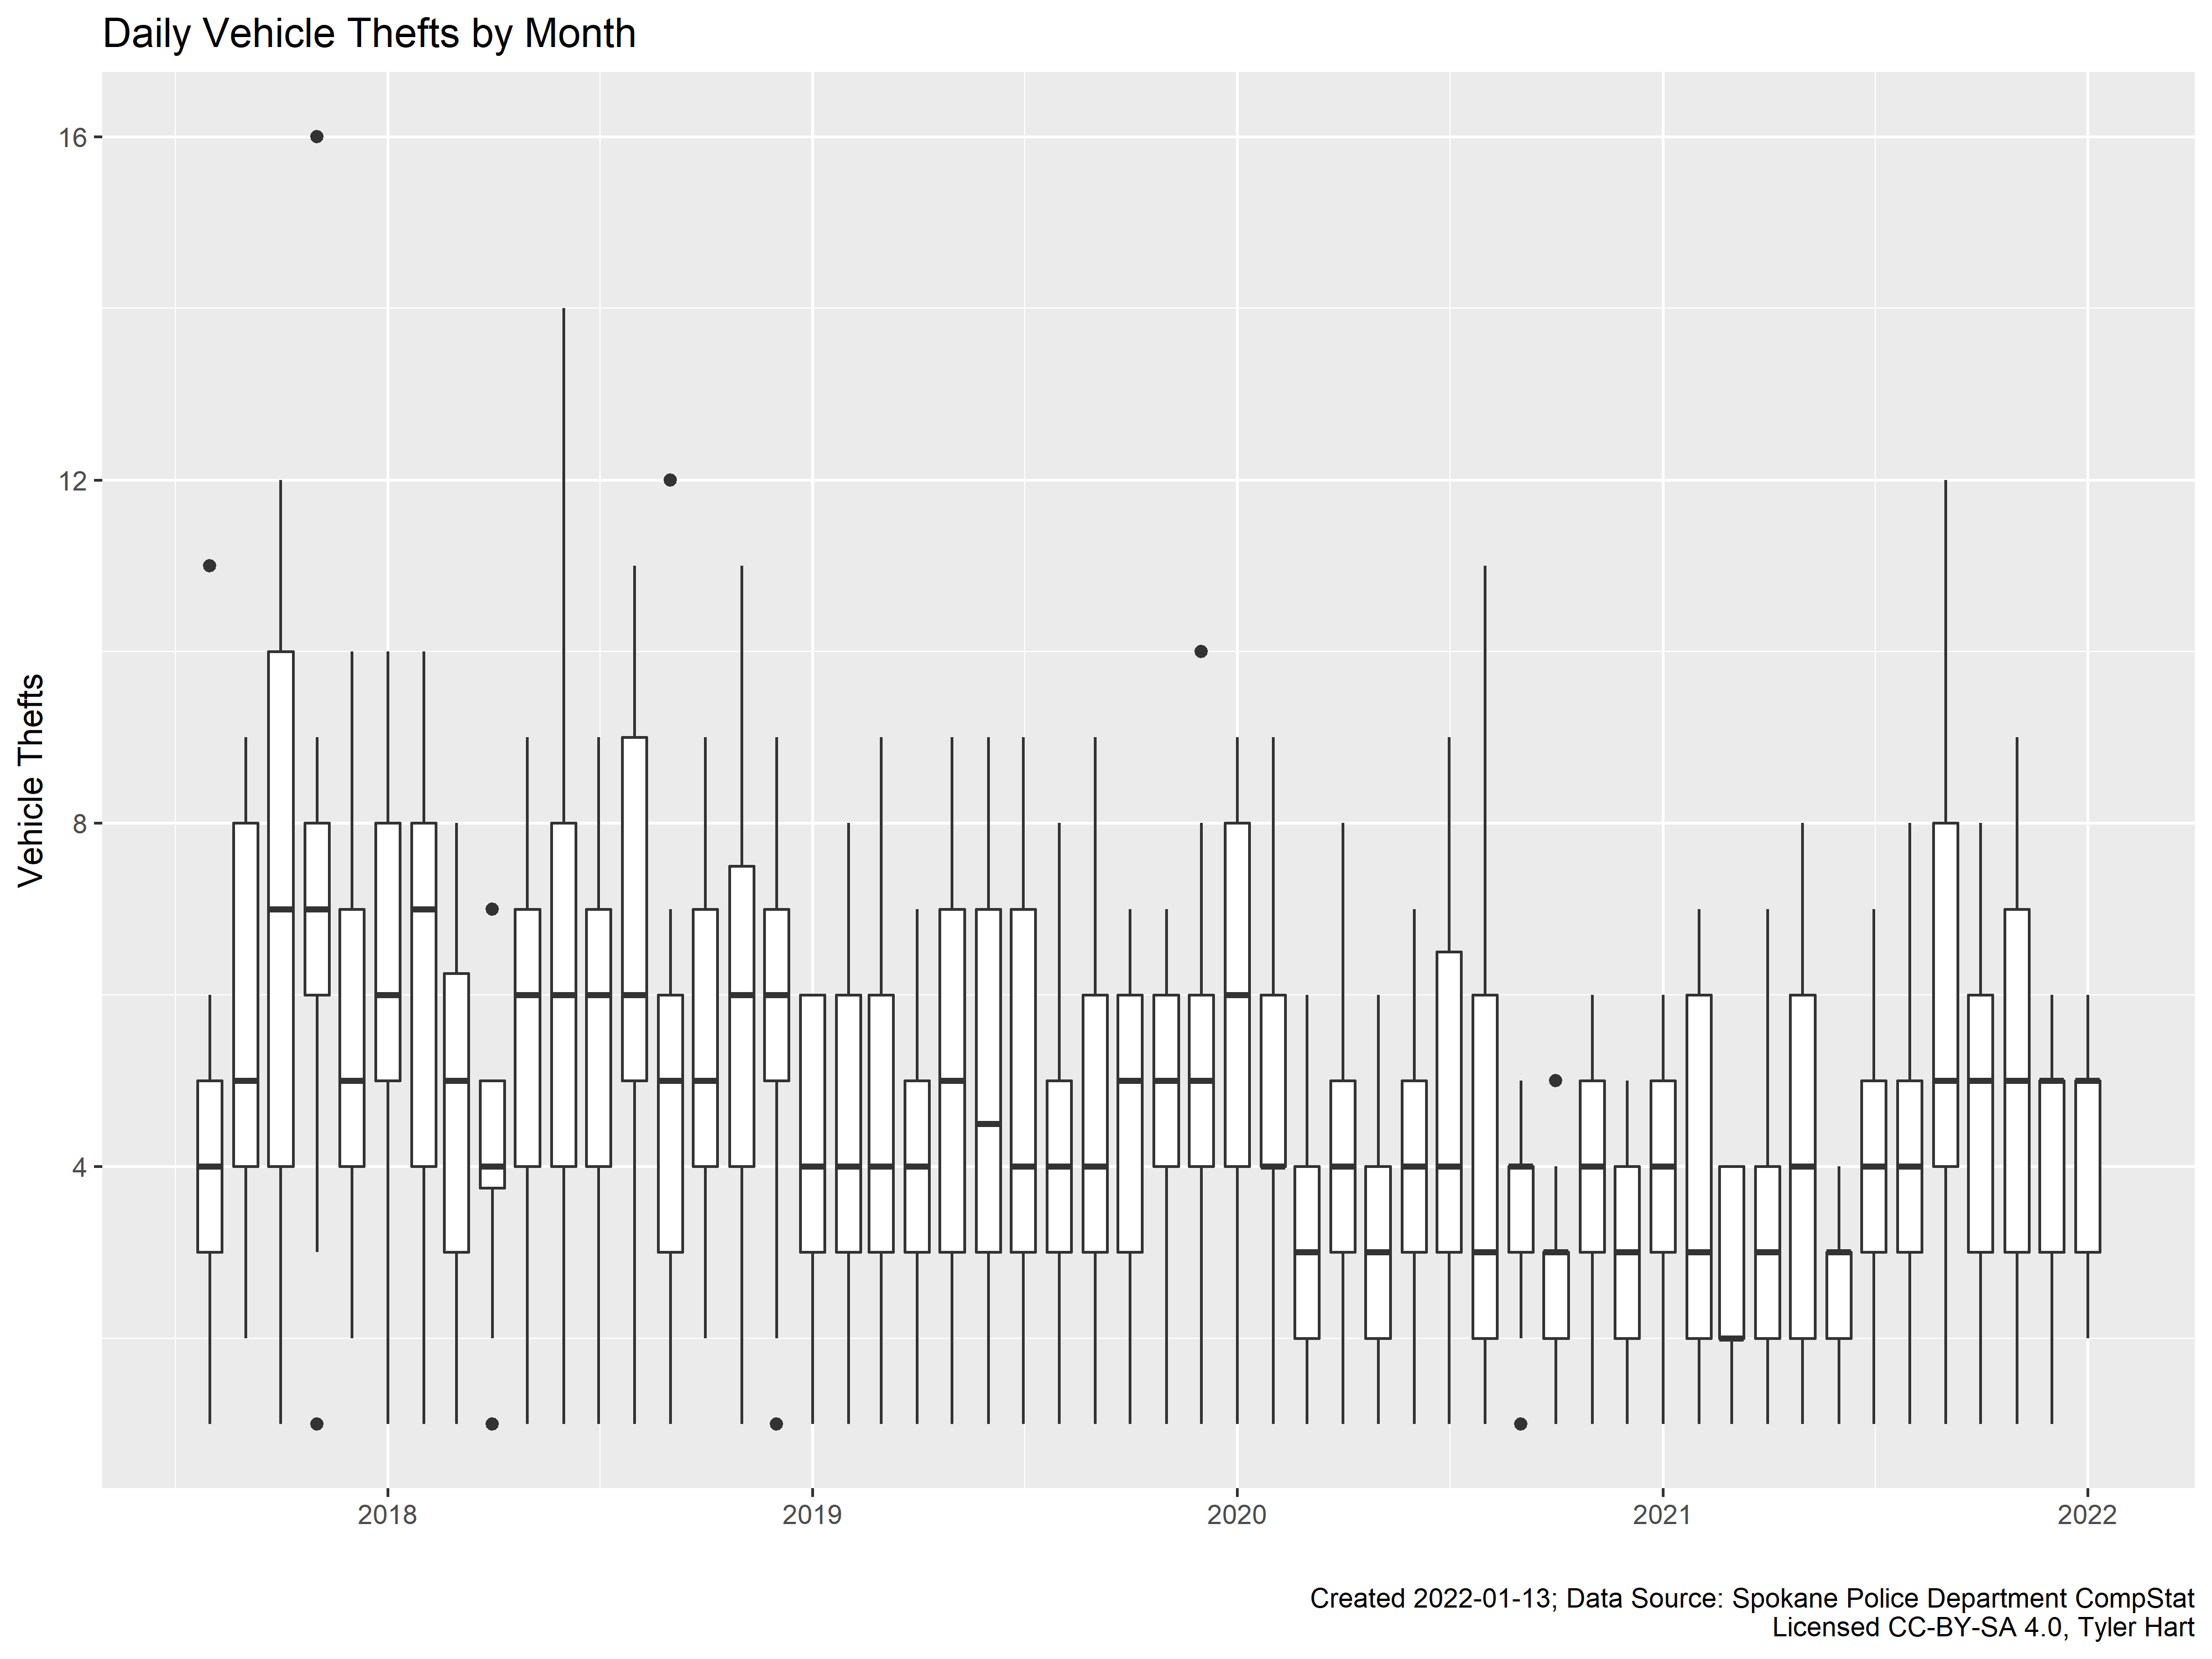 Daily Vehicle Thefts by Month
Vehicle Thefts
16
12
8
4
2018 2019 2020 2021 2022
Created 2022-01-13; Data Source: Spokane Police Department CompStat
Licensed CC-BY-SA 4.0, Tyler Hart